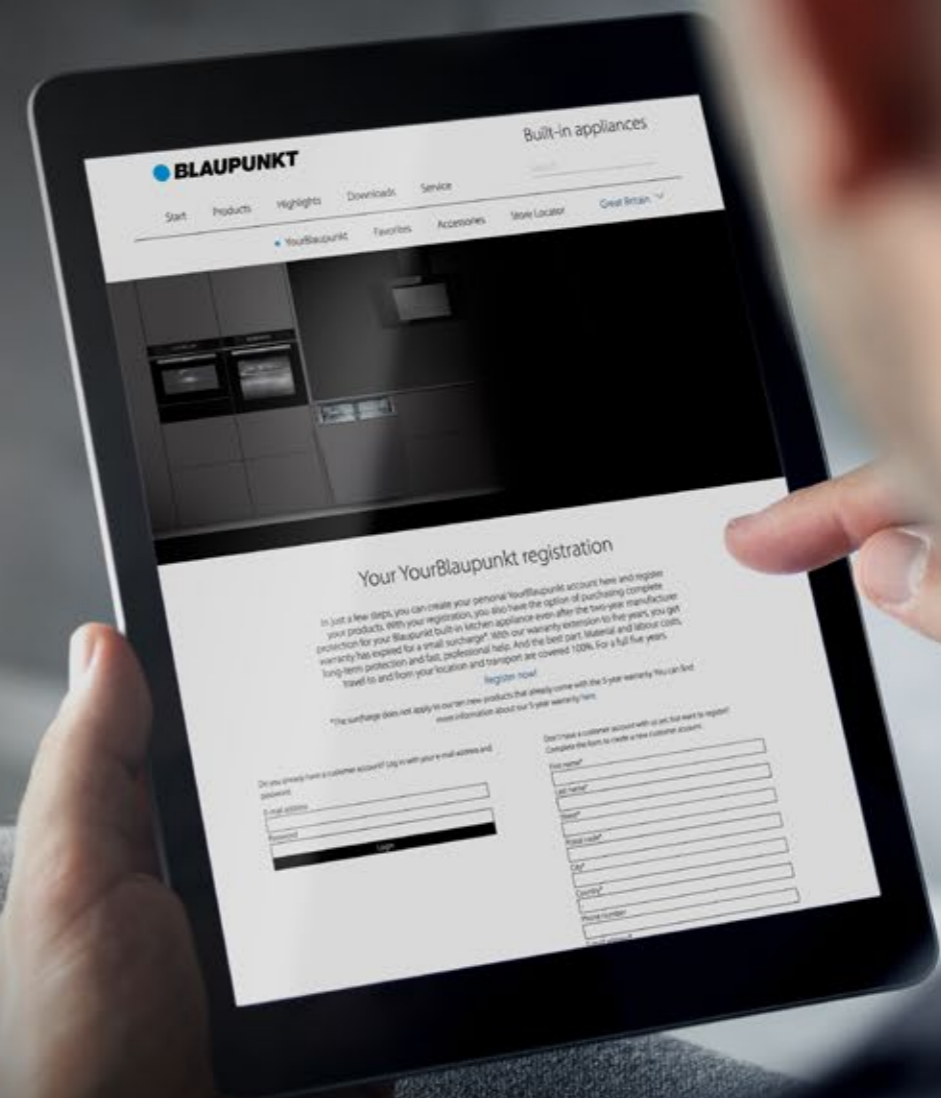 BLAUPUNKT
Built-in appliances
Start Products Highlights Downloads Service
YourBlaupunkt Favorites Accessories Store Locator Great Britain
Your YourBlaupunkt registration
In just a few steps, you can create your personal YourBlaupunkt account here and register
your products. With your registration, you also have the option of purchasing complete
protection for your Blaupunkt built-in kitchen appliance even after the two-year manufacturer
warranty has expired for a small surcharge*. With our warranty extension to five years, you get
long-term protection and fast, professional help. And the best part: Material and labour costs,
travel to and from your location and transport are covered 100%. For a full five years.
Register now!
*The surcharge does not apply to our ten new products that already come with the 5-year warranty. You can find
more information about our 5-year warranty here.
Do you already have a customer account? Log in with your e-mail address and
password.
E-mail address
Password
Login
Don't have a customer account with us yet, but want to register?
Complete the form to create a new customer account.
First name*
Last name*
Street*
Postal code*
City*
Country*
Phone number